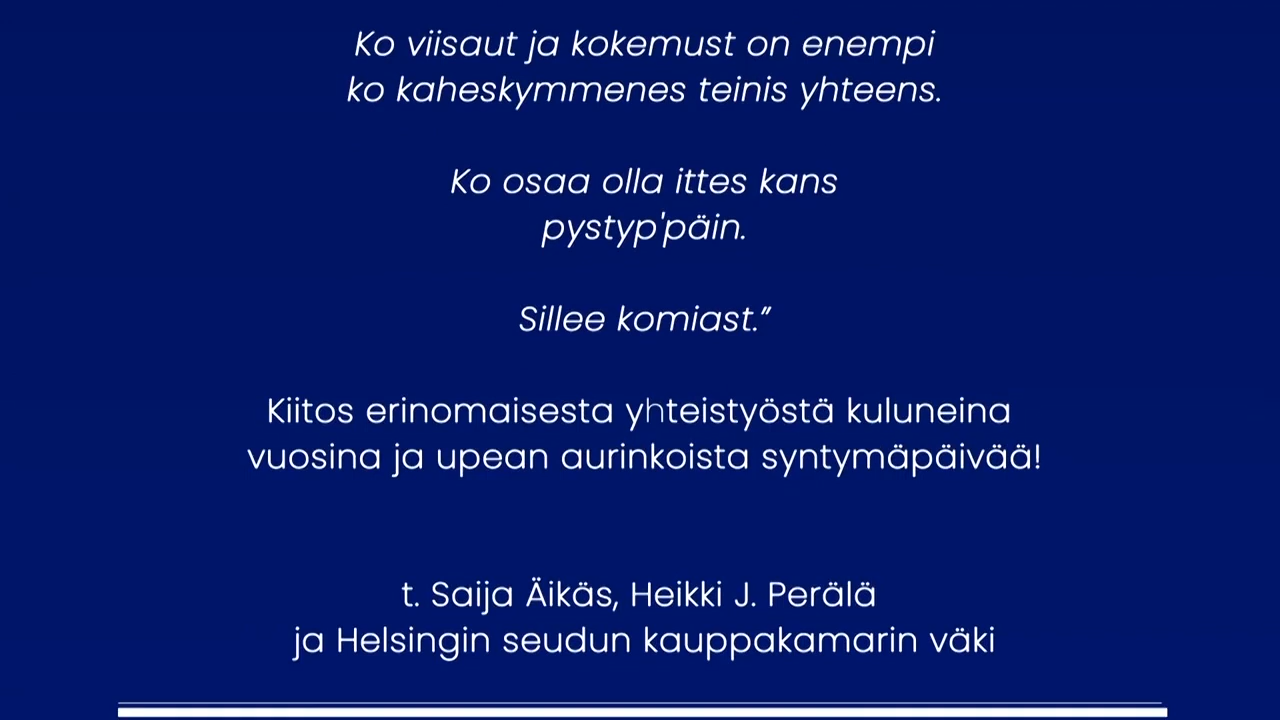 Ko viisaut ja kokemust on enempi
ko kaheskymmenes teinis yhteens.
Ko osaa olla ittes kans
pystyp'päin.
Sillee komiast.”
Kiitos erinomaisesta yhteistyöstä kuluneina
vuosina ja upean aurinkoista syntymäpäivää!
t. Saija Äikäs, Heikki J. Perälä
ja Helsingin seudun kauppakamarin väki